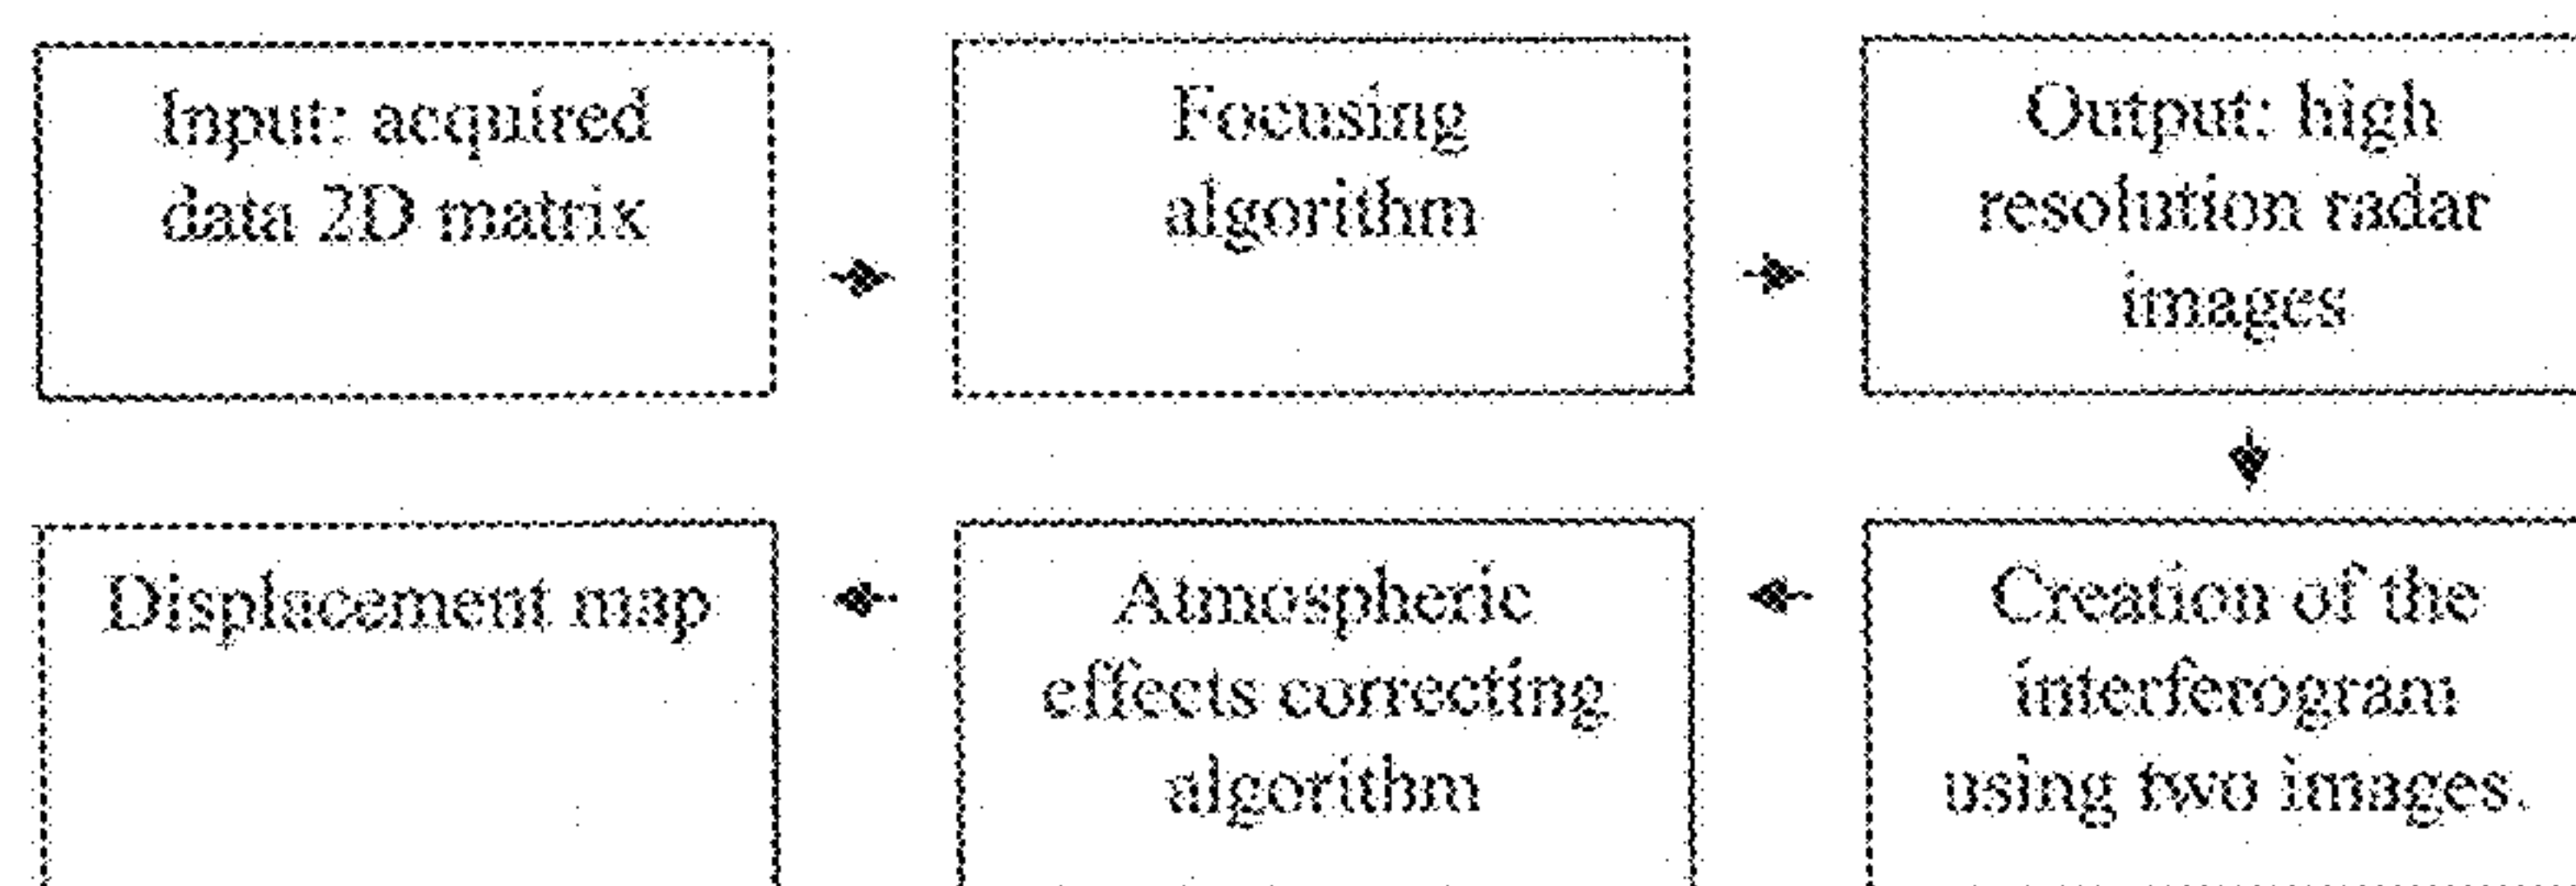 Input: acquired
data 2D matrix
Focusing
algorithm
Output: high
resolution radar
images
Creation of the
interferogram
using two images.
Atmospheric
effects correcting
algorithm
Displacement map